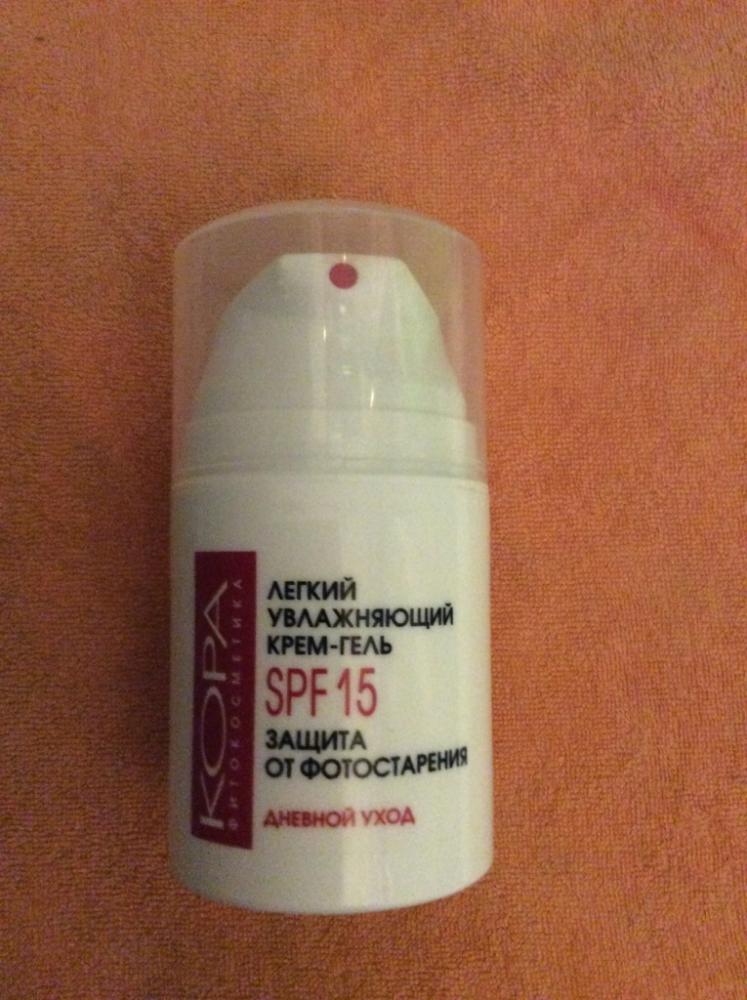 КОРА
ФИТОКОСМЕТИКА
ЛЕГКИЙ
УВЛАЖНЯЮЩИЙ
КРЕМ-ГЕЛЬ
SPF 15
ЗАЩИТА
ОТ ФОТОСТАРЕНИЯ
ДНЕВНОЙ УХОД